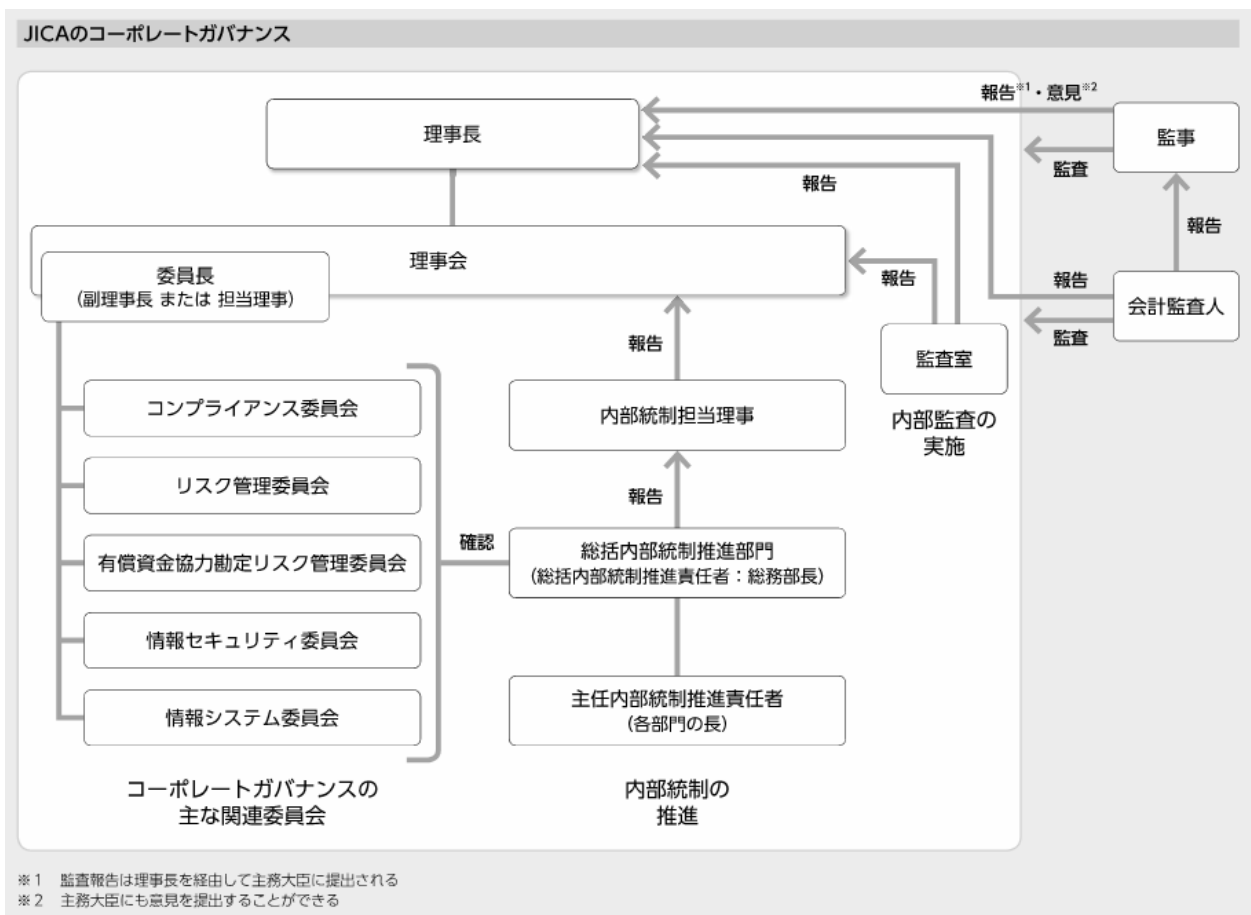 JICAのコーポレートガバナンス
報告※1・意見※2
理事長
監事
監査
報告
報告
理事会
委員長
(副理事長 または 担当理事)
報告
報告
会計監査人
監査
報告
監査室
内部監査の
実施
コンプライアンス委員会
内部統制担当理事
リスク管理委員会
報告
確認
有償資金協力勘定リスク管理委員会
総括内部統制推進部門
(総括内部統制推進責任者：総務部長)
情報セキュリティ委員会
情報システム委員会
主任内部統制推進責任者
(各部門の長)
コーポレートガバナンスの
主な関連委員会
内部統制の
推進
※1 監査報告は理事長を経由して主務大臣に提出される
※2 主務大臣にも意見を提出することができる